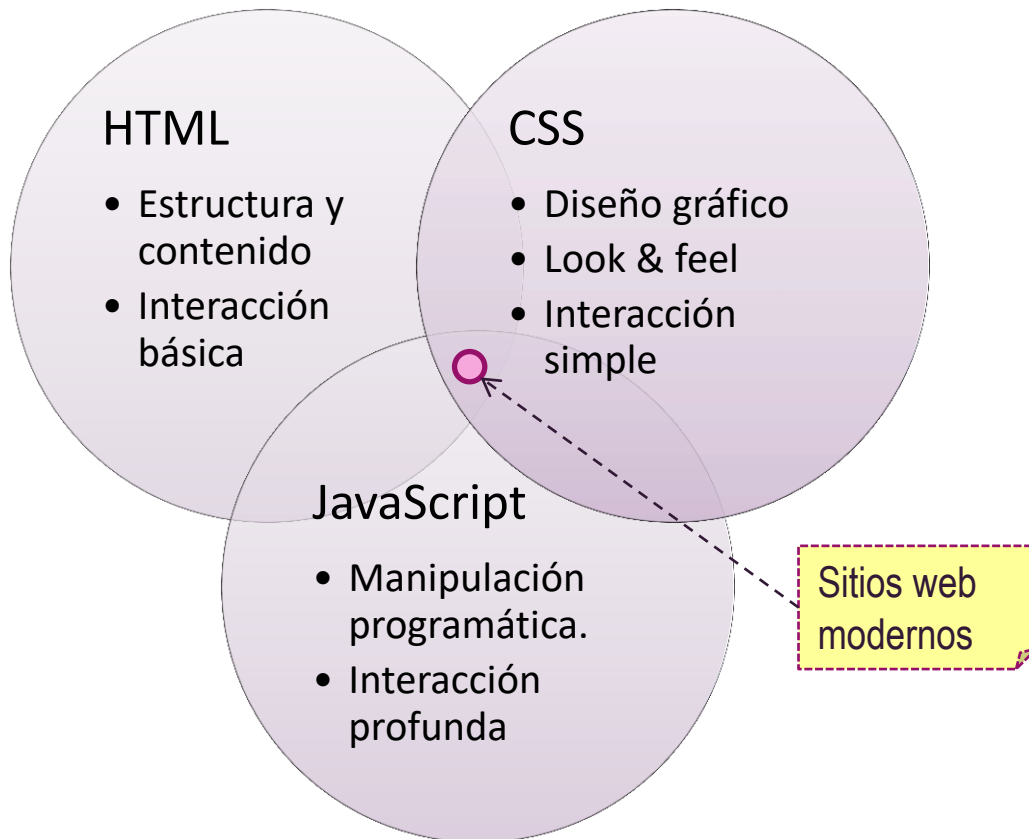 HTML
• Estructura y
contenido
• Interacción
básica
CSS
• Diseño gráfico
• Look & feel
• Interacción
simple
JavaScript
• Manipulación
programática.
• Interacción
profunda
Sitios web
modernos